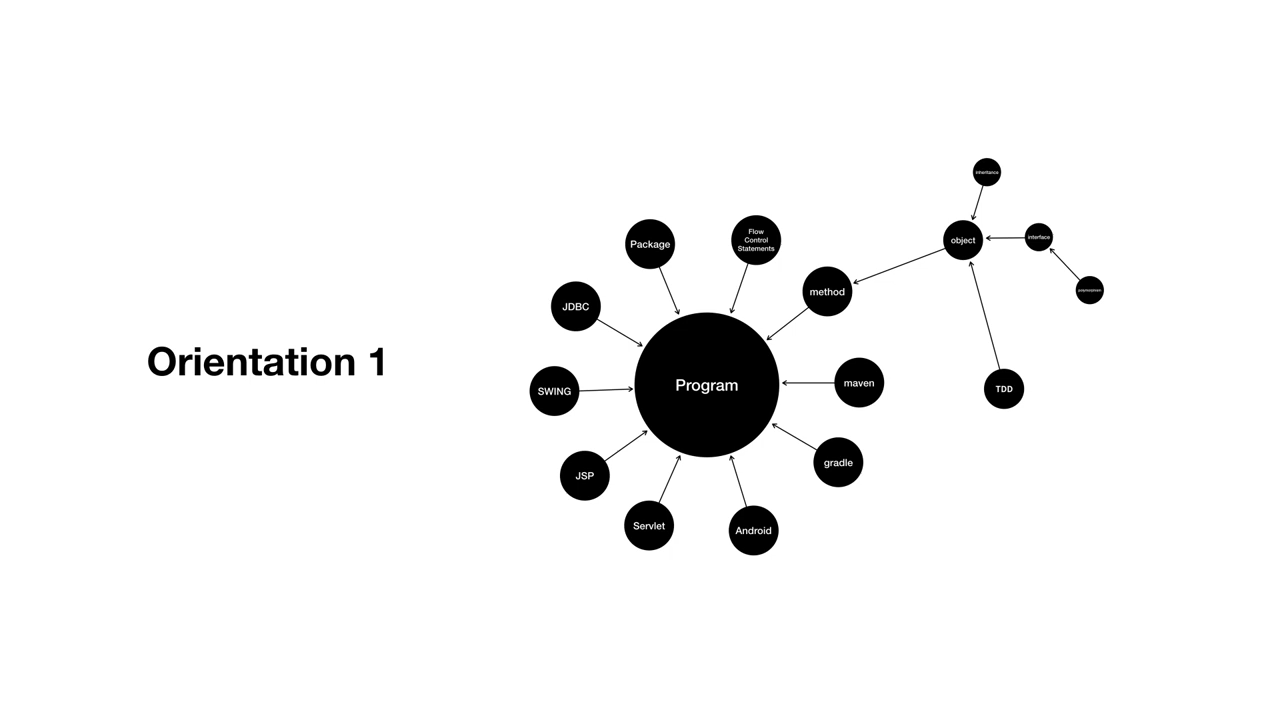 Orientation 1
inheritance
Package
Flow
Control
Statements
object
interface
method
polymorphism
JDBC
Program
maven
TDD
SWING
gradle
JSP
Servlet
Android